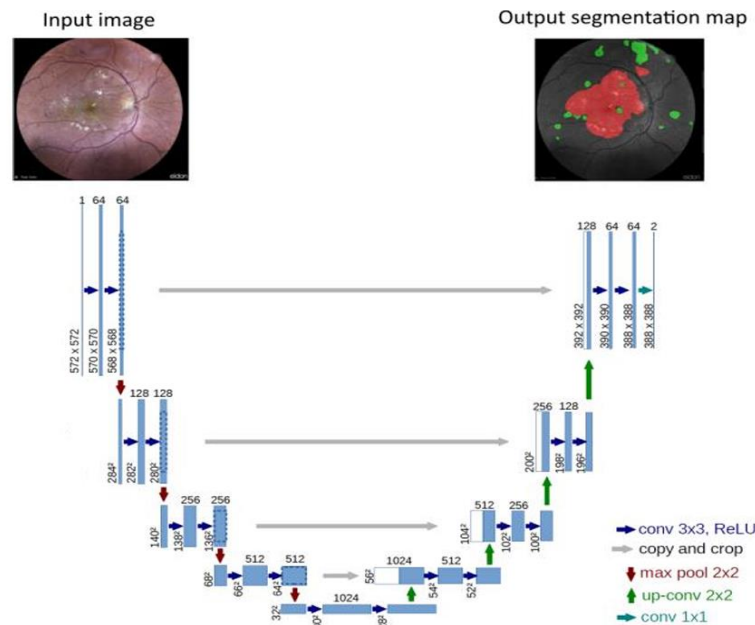 Input image
Output segmentation map
eidon
eidon
1 64 64
128 64 64 2
572 x 572
570 x 570
568 x 568
392 x 392
390 x 390
388 x 388
388 x 388
128 128
256 128
284²
282²
280²
200²
198²
196²
256 256
512 256
140²
138²
136²
104²
102²
100²
512 512
1024 512
68²
66²
64²
56²
54²
52²
1024
32²
conv 3x3, ReLU
copy and crop
max pool 2x2
up-conv 2x2
conv 1x1